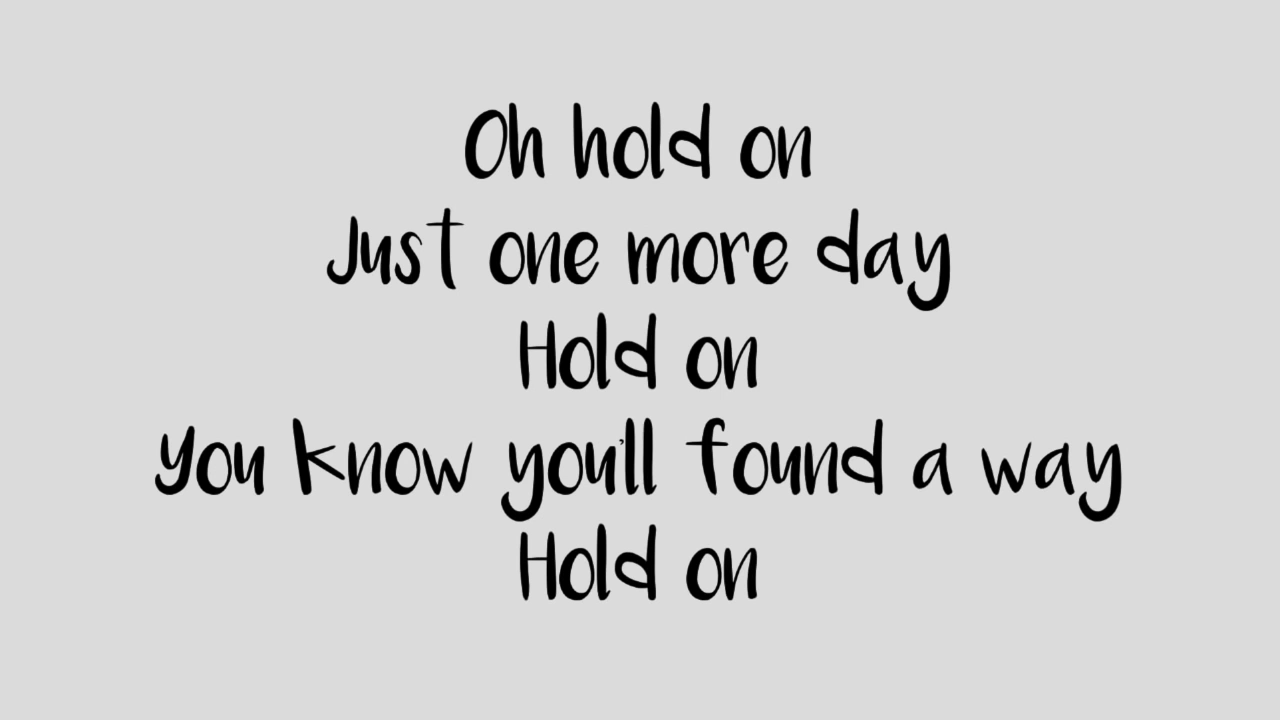 Oh hold on
Just one more day
Hold on
You know you'll found a way
Hold on